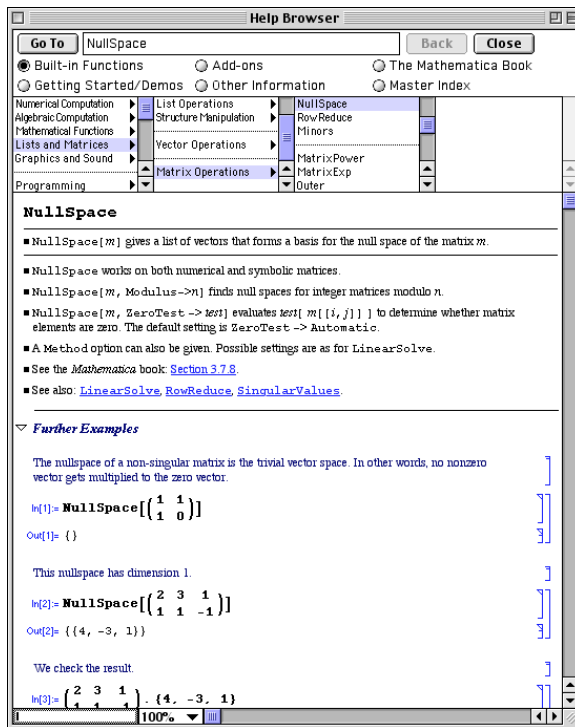 Help Browser
Go To NullSpace Back Close
Built-in Functions Add-ons The Mathematica Book
Getting Started/Demos Other Information Master Index
Numerical Computation List Operations NullSpace
Algebraic Computation Structure Manipulation RowReduce
Mathematical Functions Minors
Lists and Matrices Vector Operations
Graphics and Sound MatrixPower
Matrix Operations MatrixExp
Programming Outer
NullSpace
■ NullSpace[m] gives a list of vectors that forms a basis for the null space of the matrix m.
■ NullSpace works on both numerical and symbolic matrices.
■ NullSpace[m, Modulus->n] finds null spaces for integer matrices modulo n.
■ NullSpace[m, ZeroTest -> test] evaluates test[ m[[i,j]] ] to determine whether matrix
elements are zero. The default setting is ZeroTest -> Automatic.
■ A Method option can also be given. Possible settings are as for LinearSolve.
■ See the Mathematica book: Section 3.7.8.
■ See also: LinearSolve, RowReduce, SingularValues.
Further Examples
The nullspace of a non-singular matrix is the trivial vector space. In other words, no nonzero
vector gets multiplied to the zero vector.
In[1]:= NullSpace[(1 1
1 0)]
Out[1]= {}
This nullspace has dimension 1.
In[2]:= NullSpace[(2 3 1
1 1 -1)]
Out[2]= {{4, -3, 1}}
We check the result.
In[3]:= (2 3 1
1 1 -1) . {4, -3, 1}
100%